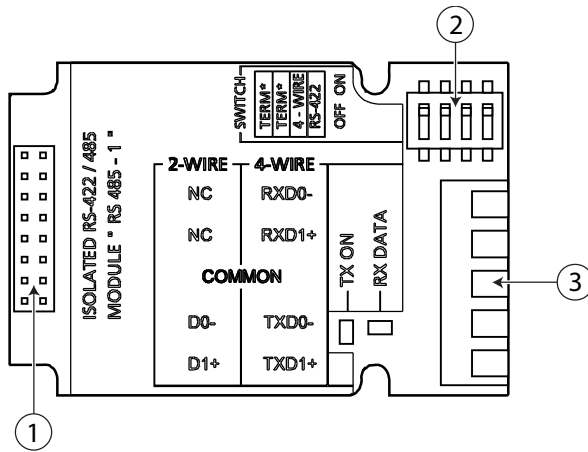 2
SWITCH
TERM*
TERM*
4 - WIRE
RS-422
OFF ON
ISOLATED RS-422 / 485
MODULE " RS 485 - 1 "
2-WIRE 4-WIRE
NC RXD0-
NC RXD1+
COMMON
D0- TXD0-
D1+ TXD1+
TX ON
RX DATA
3
1